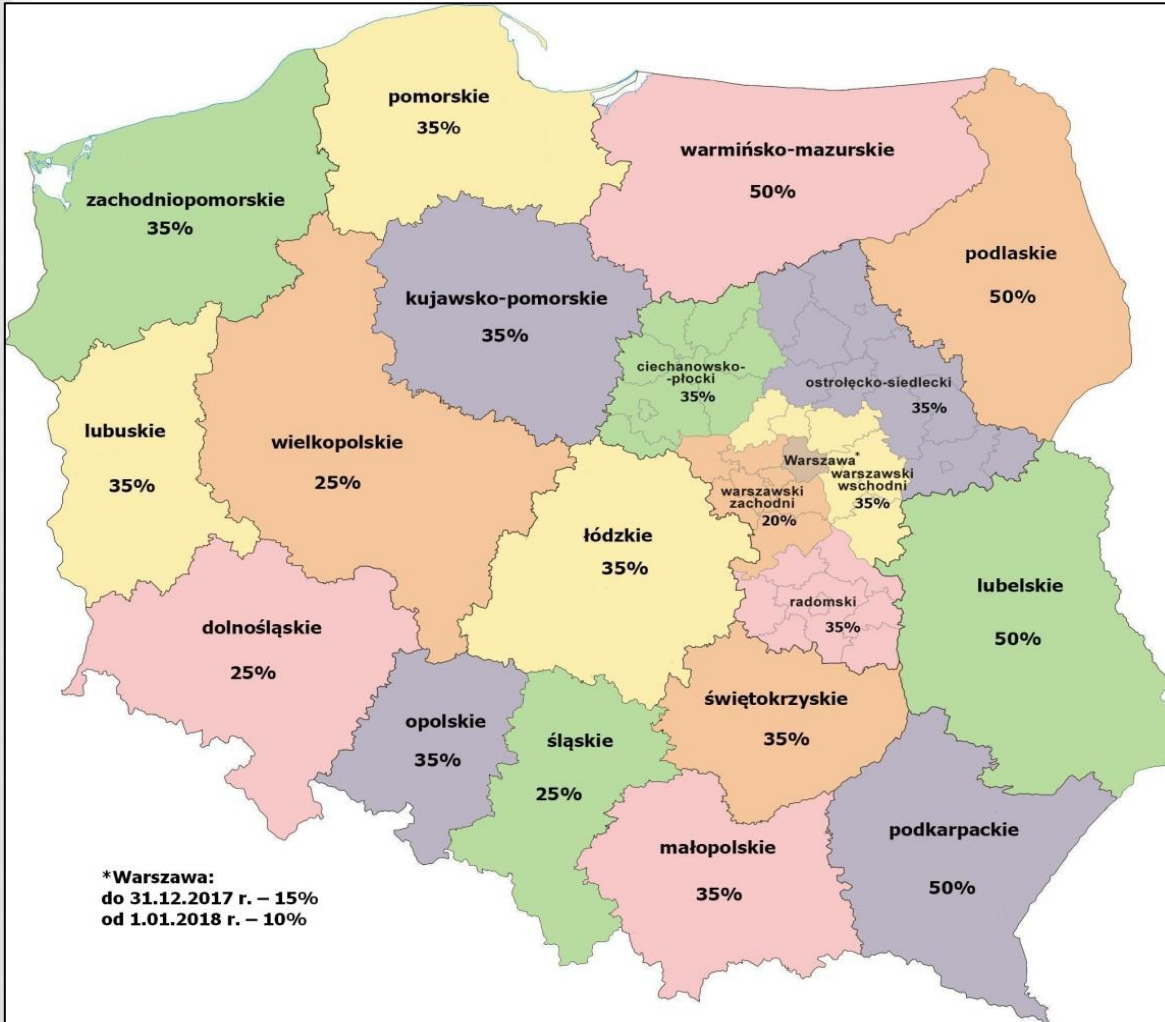 pomorskie
35%
warmińsko-mazurskie
50%
zachodniopomorskie
35%
podlaskie
50%
kujawsko-pomorskie
35%
ciechanowsko-
-płocki
35%
ostrołęcko-siedlecki
35%
lubuskie
35%
wielkopolskie
25%
Warszawa*
warszawski
wschodni
35%
warszawski
zachodni
20%
łódzkie
35%
radomski
35%
lubelskie
50%
dolnośląskie
25%
opolskie
35%
śląskie
25%
świętokrzyskie
35%
małopolskie
35%
podkarpackie
50%
*Warszawa:
do 31.12.2017 r. – 15%
od 1.01.2018 r. – 10%